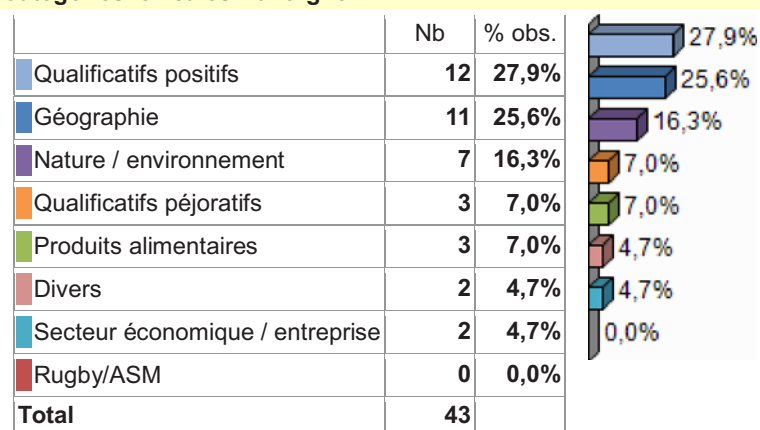 Nb % obs.
Qualificatifs positifs 12 27,9% 27,9%
Géographie 11 25,6% 25,6%
Nature / environnement 7 16,3% 16,3%
Qualificatifs péjoratifs 3 7,0% 7,0%
Produits alimentaires 3 7,0% 7,0%
Divers 2 4,7% 4,7%
Secteur économique / entreprise 2 4,7% 4,7%
Rugby/ASM 0 0,0% 0,0%
Total 43